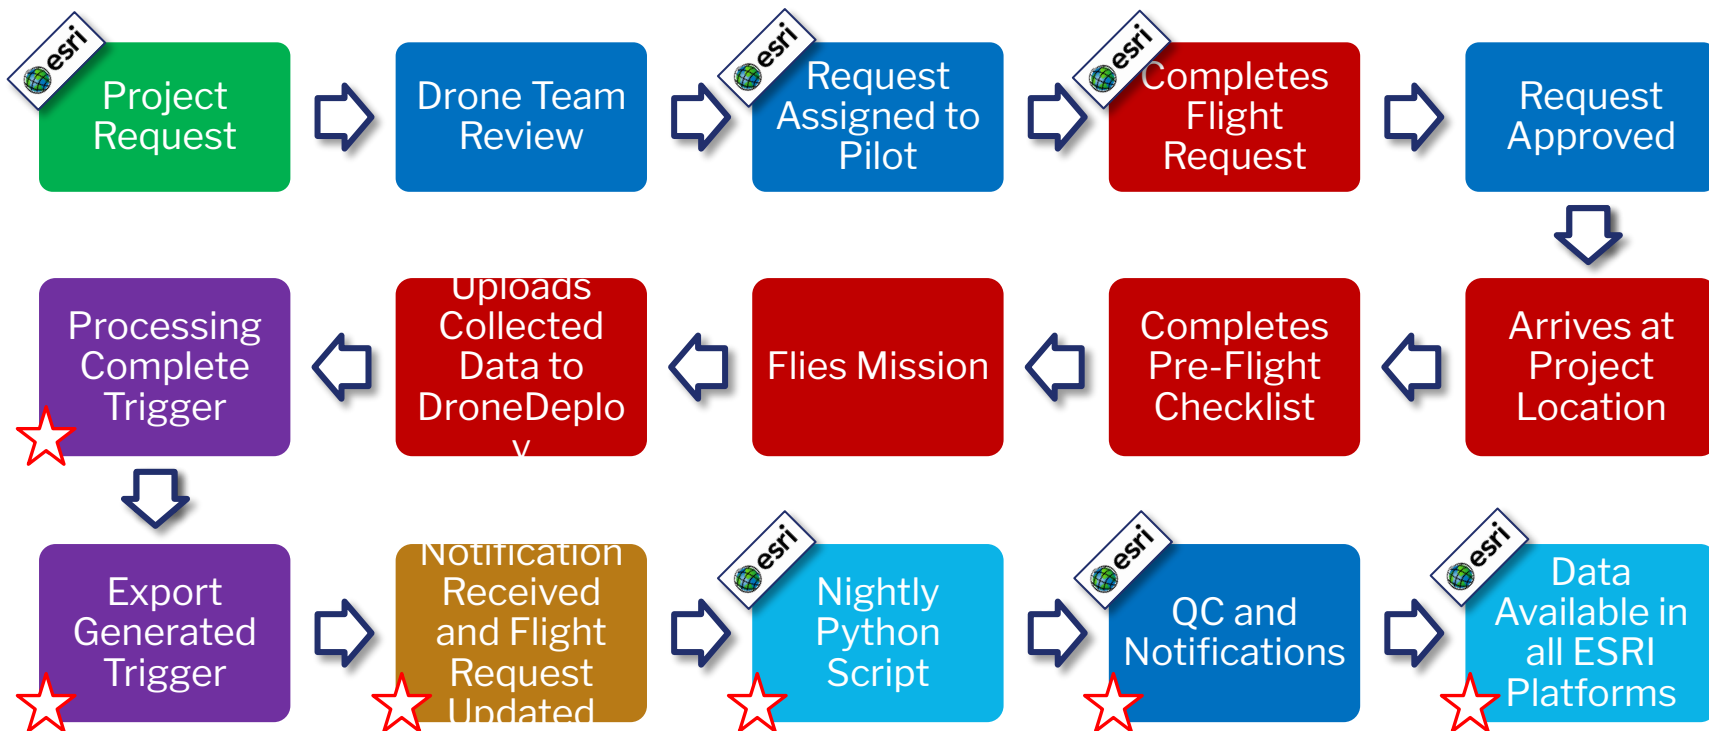 esri
Project
Request
Drone Team
Review
esri
Request
Assigned to
Pilot
esri
Completes
Flight
Request
Request
Approved
Processing
Complete
Trigger
Uploads
Collected
Data to
DroneDeplo
y
Flies Mission
Completes
Pre-Flight
Checklist
Arrives at
Project
Location
Export
Generated
Trigger
Notification
Received
and Flight
Request
Updated
esri
Nightly
Python
Script
esri
QC and
Notifications
esri
Data
Available in
all ESRI
Platforms